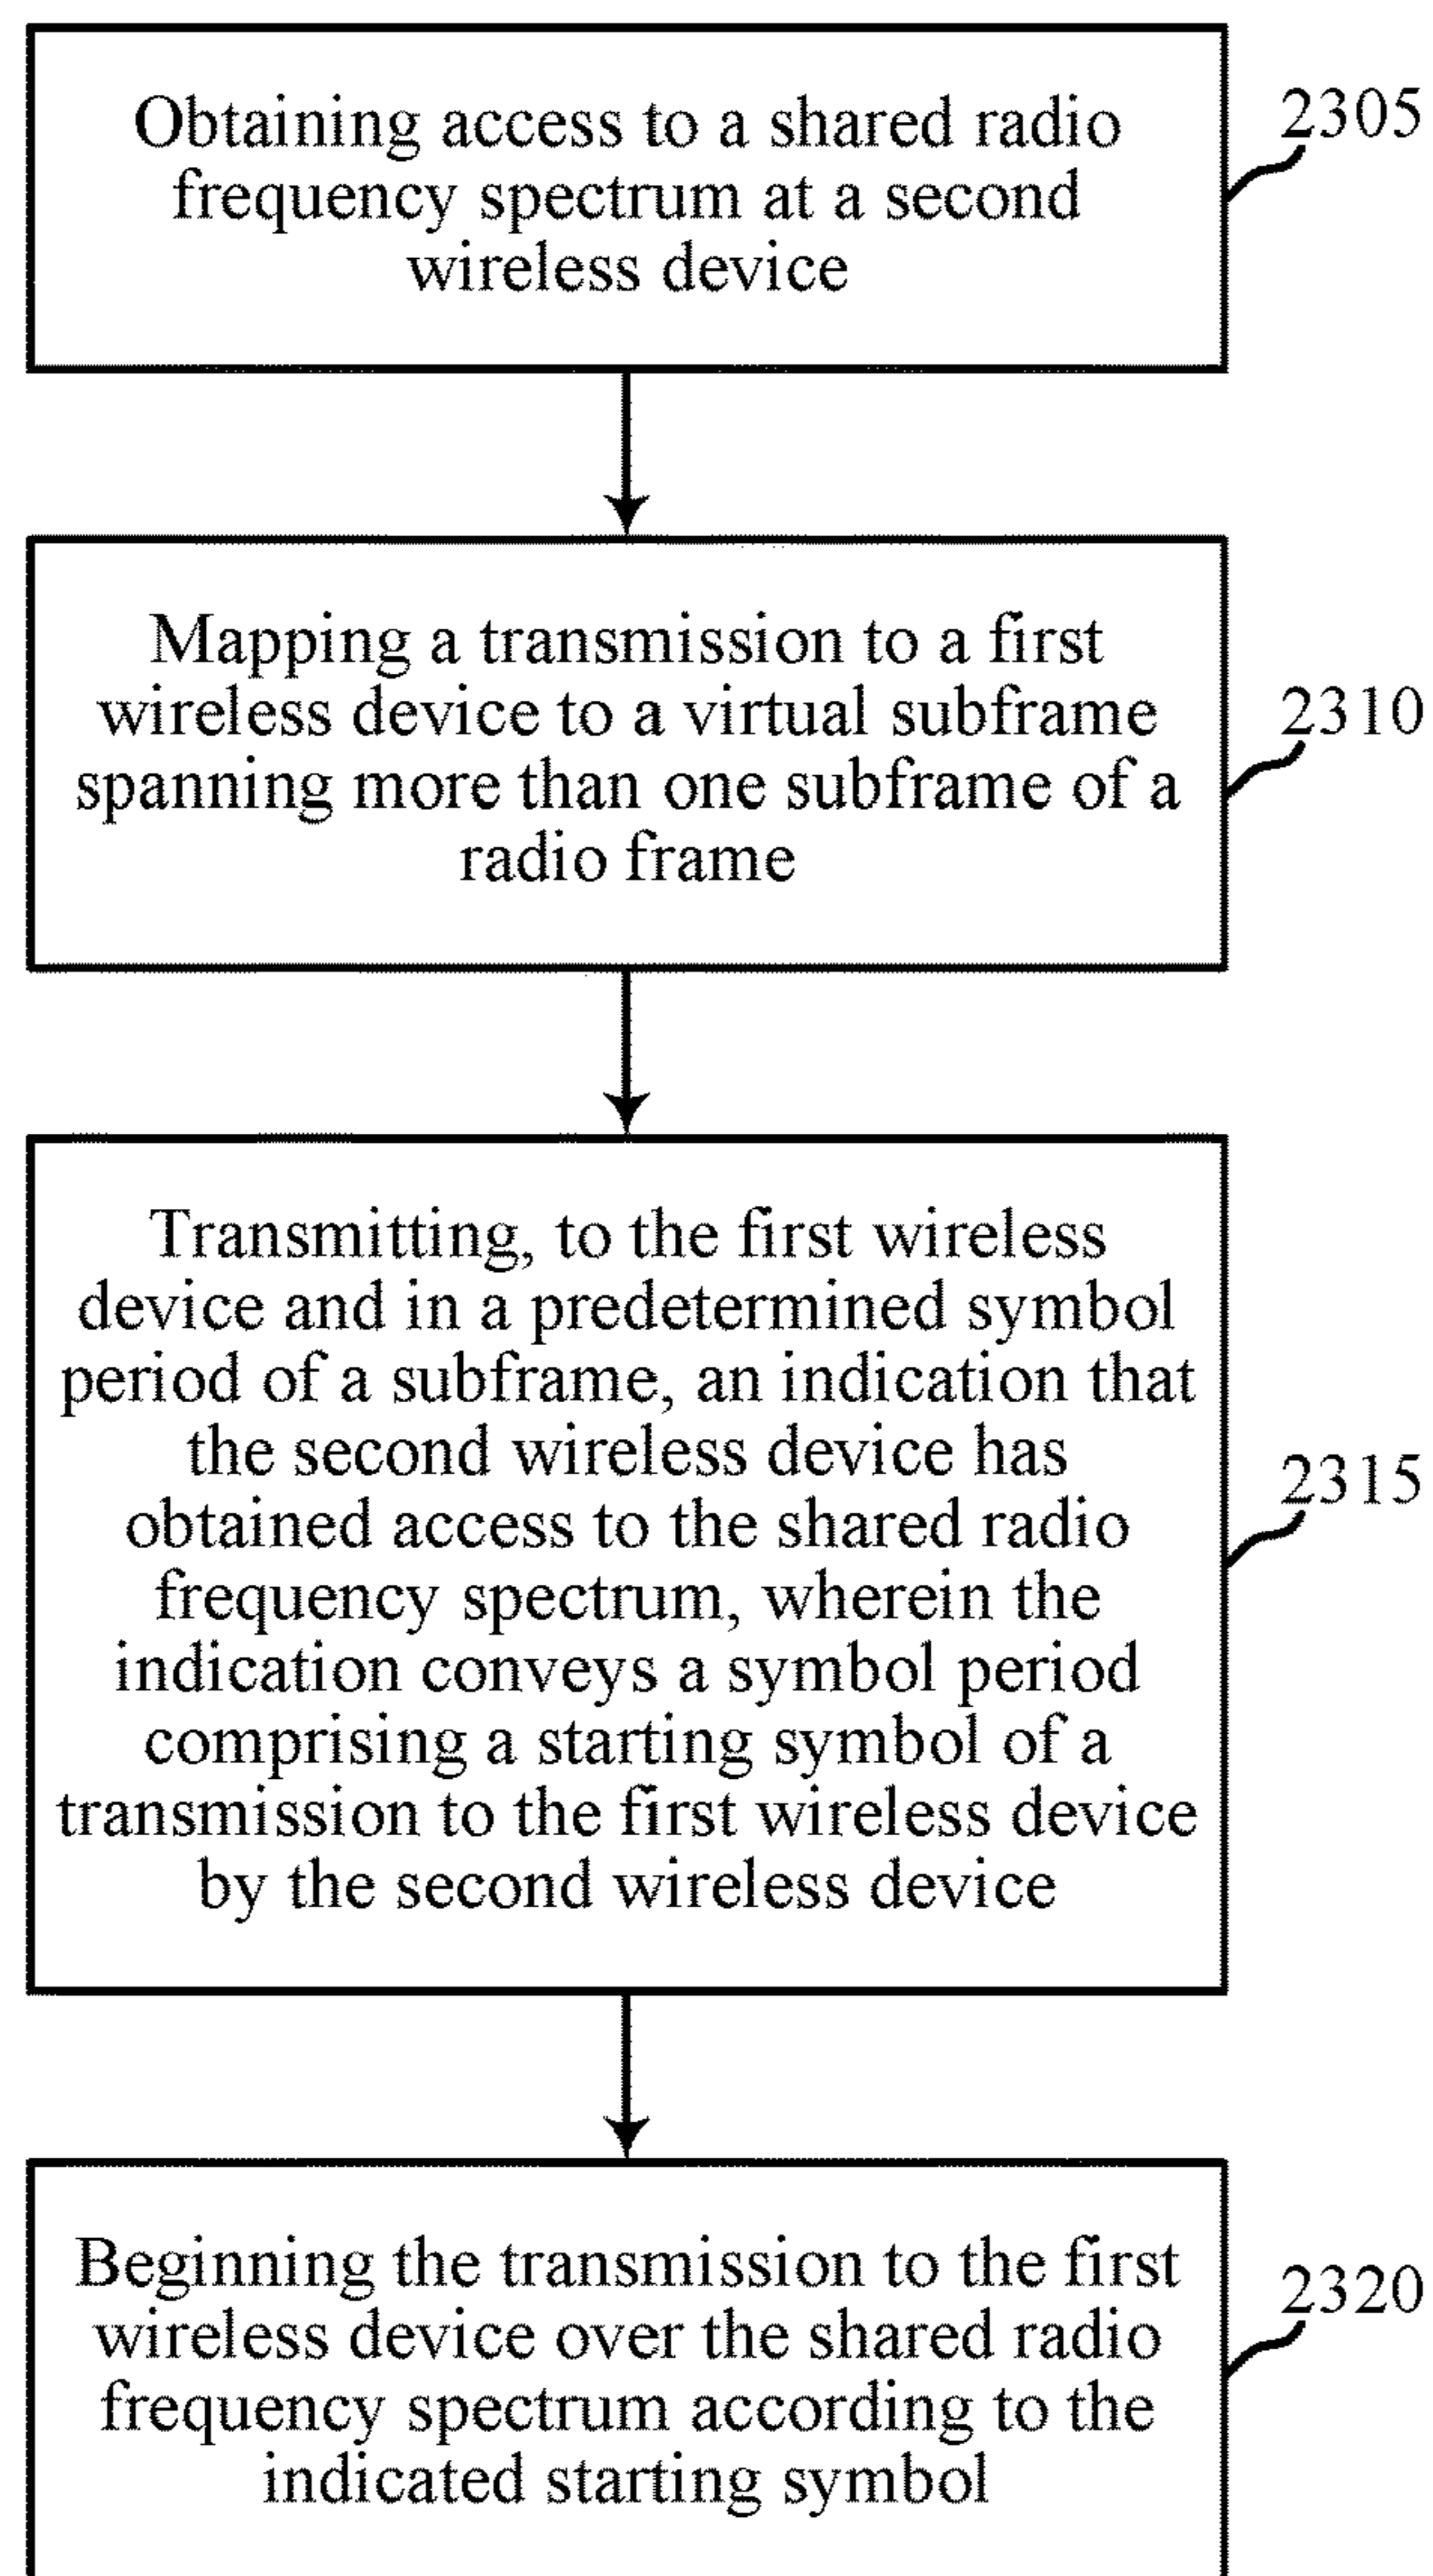 Obtaining access to a shared radio
frequency spectrum at a second
wireless device
2305
Mapping a transmission to a first
wireless device to a virtual subframe
spanning more than one subframe of a
radio frame
2310
Transmitting, to the first wireless
device and in a predetermined symbol
period of a subframe, an indication that
the second wireless device has
obtained access to the shared radio
frequency spectrum, wherein the
indication conveys a symbol period
comprising a starting symbol of a
transmission to the first wireless device
by the second wireless device
2315
Beginning the transmission to the first
wireless device over the shared radio
frequency spectrum according to the
indicated starting symbol
2320